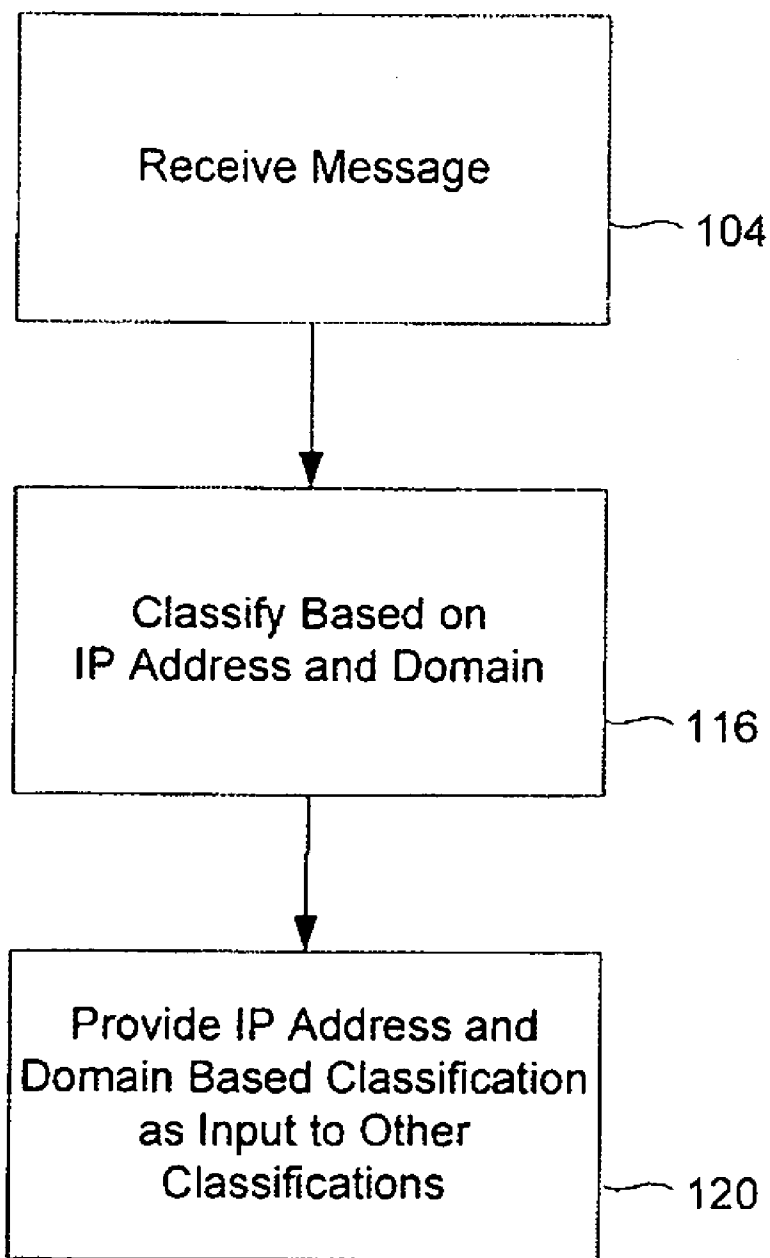 Receive Message
104
Classify Based on
IP Address and Domain
116
Provide IP Address and
Domain Based Classification
as Input to Other
Classifications
120